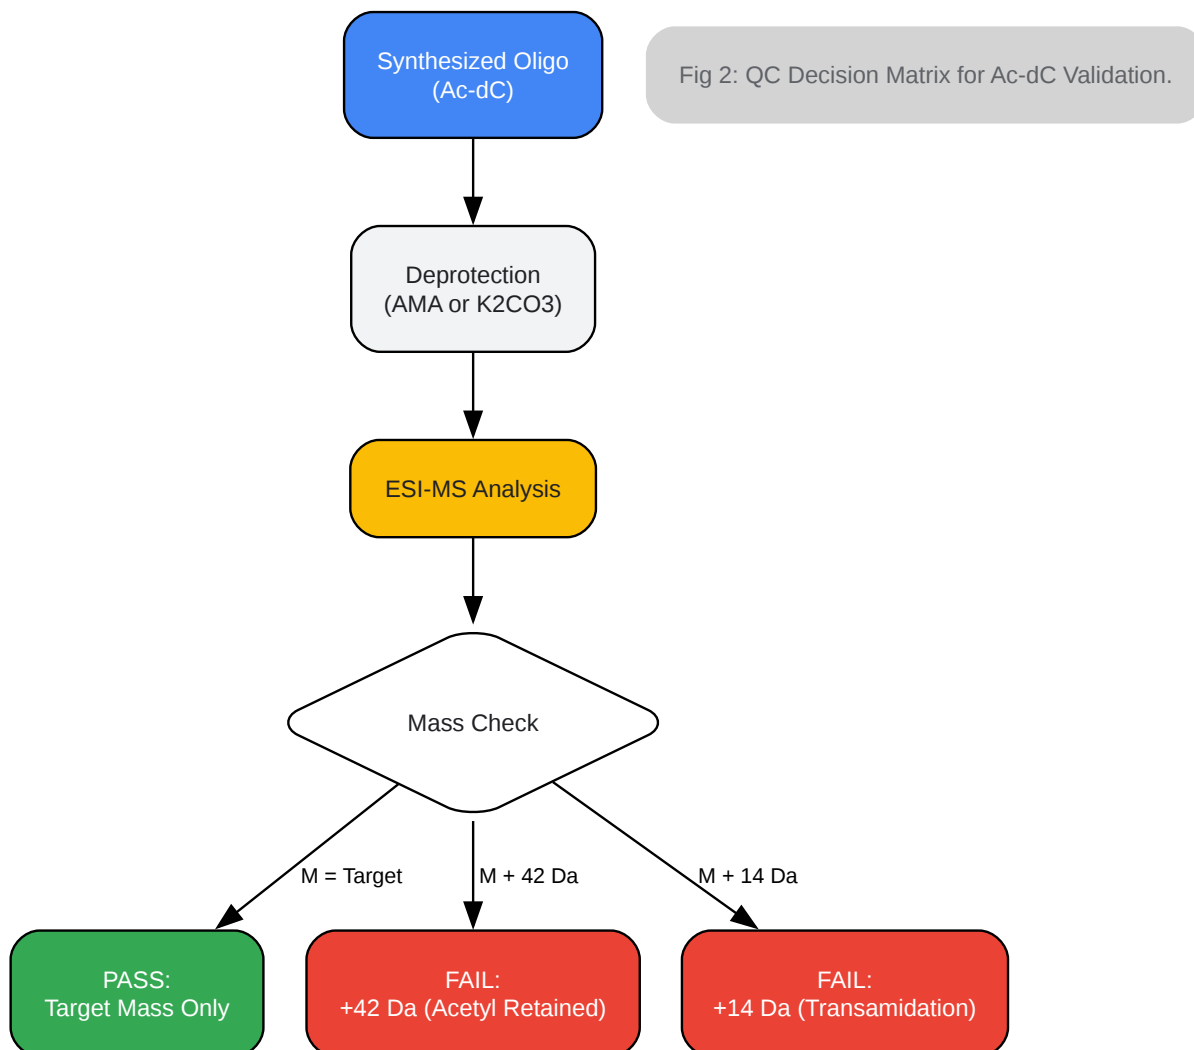 Synthesized Oligo
(Ac-dC)
Fig 2: QC Decision Matrix for Ac-dC Validation.
Deprotection
(AMA or K2CO3)
ESI-MS Analysis
Mass Check
M = Target
M + 42 Da
M + 14 Da
PASS:
Target Mass Only
FAIL:
+42 Da (Acetyl Retained)
FAIL:
+14 Da (Transamidation)